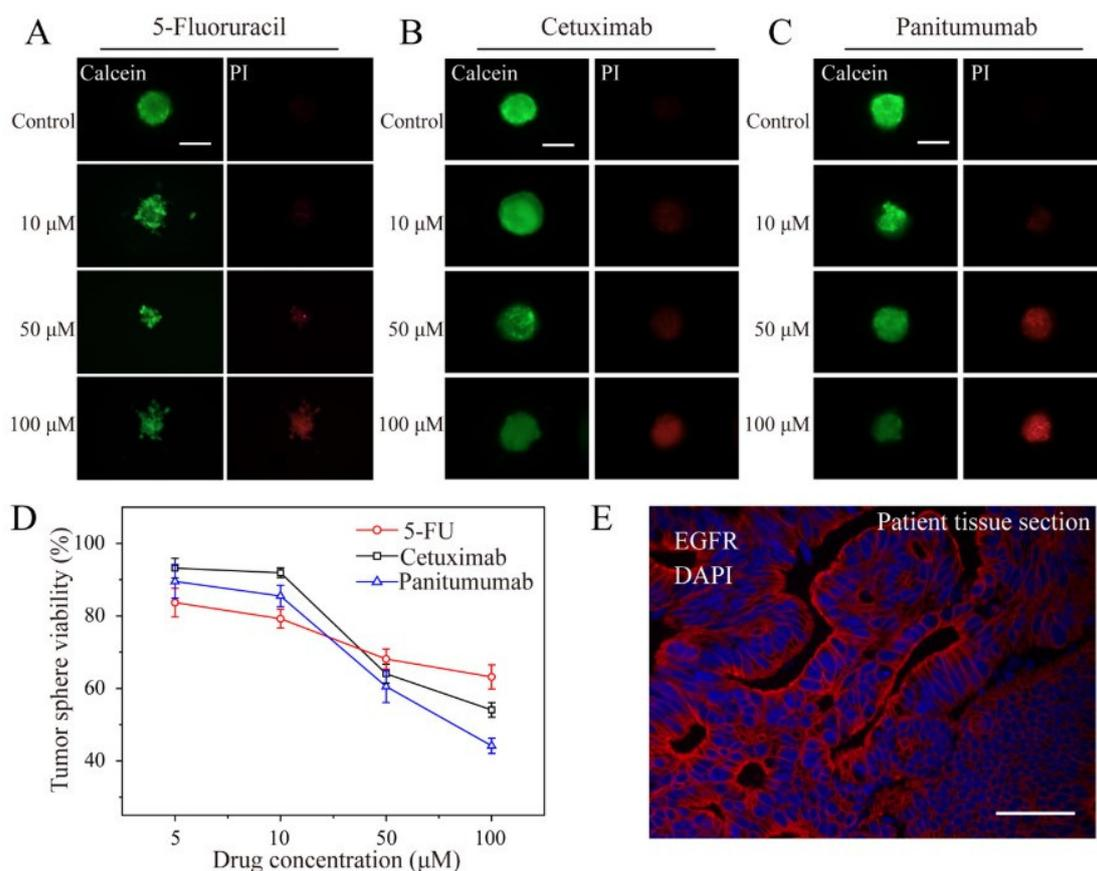 A
5-Fluoruracil
Calcein
PI
Control
10 μM
50 μM
100 μM
B
Cetuximab
Calcein
PI
Control
10 μM
50 μM
100 μM
C
Panitumumab
Calcein
PI
Control
10 μM
50 μM
100 μM
D
Tumor sphere viability (%)
100
80
60
40
5-FU
Cetuximab
Panitumumab
5
10
50
100
Drug concentration (μM)
E
Patient tissue section
EGFR
DAPI